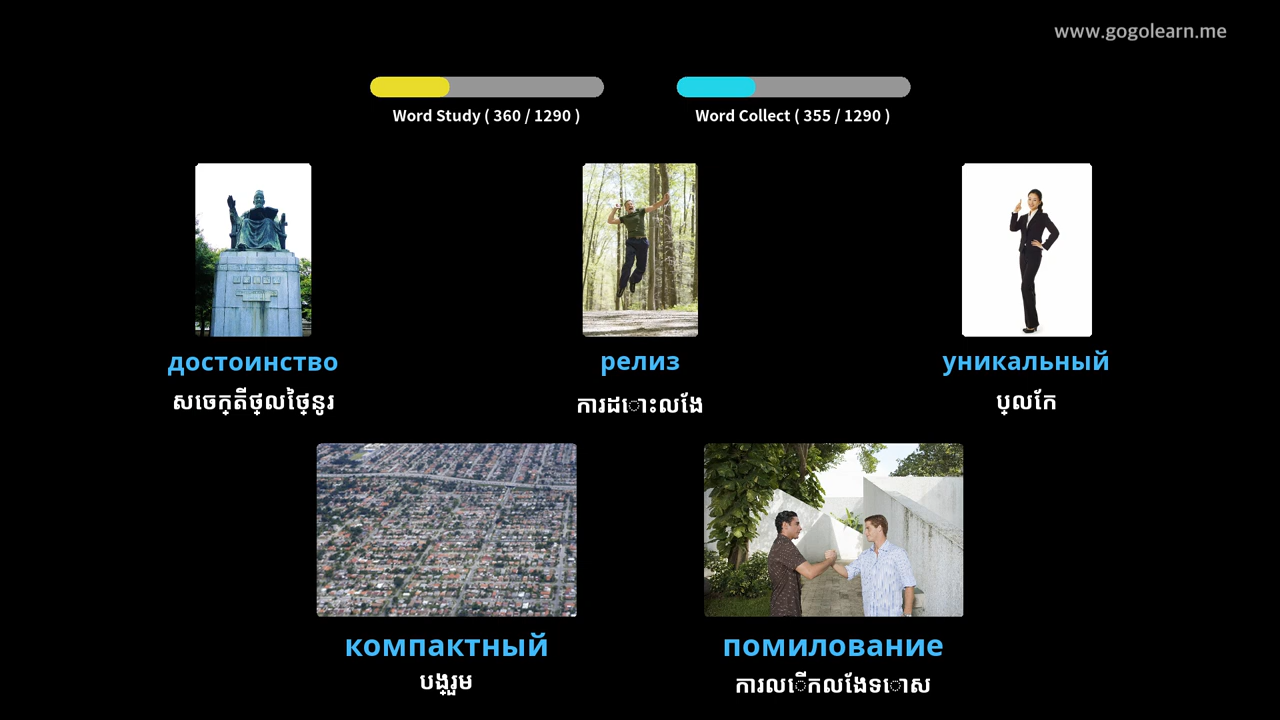 www.gogolearn.me
Word Study ( 360 / 1290 )
Word Collect ( 355 / 1290 )
достоинство
សេចក្តីថ្លៃថ្នូរ
релиз
ការដោះលែង
уникальный
ប្លែក
компактный
បង្រួម
помилование
ការលើកលែងទោស